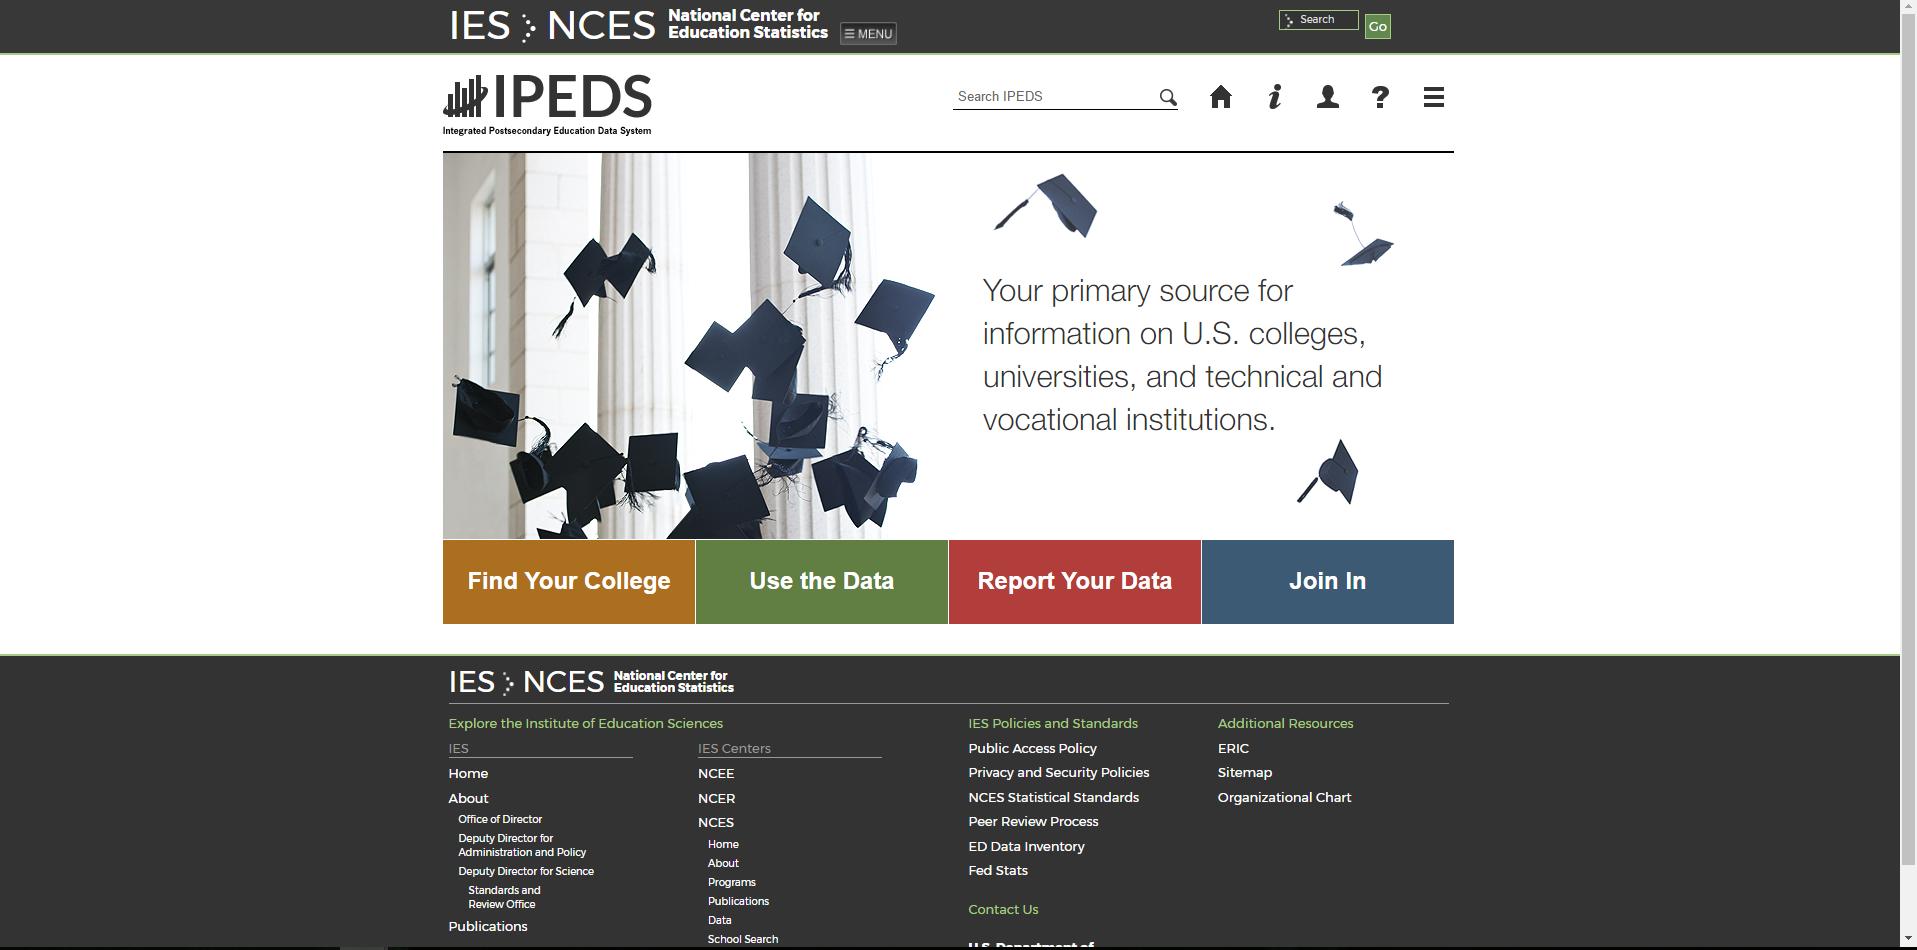 IES NCES National Center for
Education Statistics
MENU
Search
Go
IPEDS
Integrated Postsecondary Education Data System
Search IPEDS
Your primary source for
information on U.S. colleges,
universities, and technical and
vocational institutions.
Find Your College
Use the Data
Report Your Data
Join In
IES NCES National Center for
Education Statistics
Explore the Institute of Education Sciences
IES
Home
About
Office of Director
Deputy Director for
Administration and Policy
Deputy Director for Science
Standards and
Review Office
Publications
IES Centers
NCEE
NCER
NCES
Home
About
Programs
Publications
Data
School Search
IES Policies and Standards
Public Access Policy
Privacy and Security Policies
NCES Statistical Standards
Peer Review Process
ED Data Inventory
Fed Stats
Contact Us
U.S. Department of
Additional Resources
ERIC
Sitemap
Organizational Chart